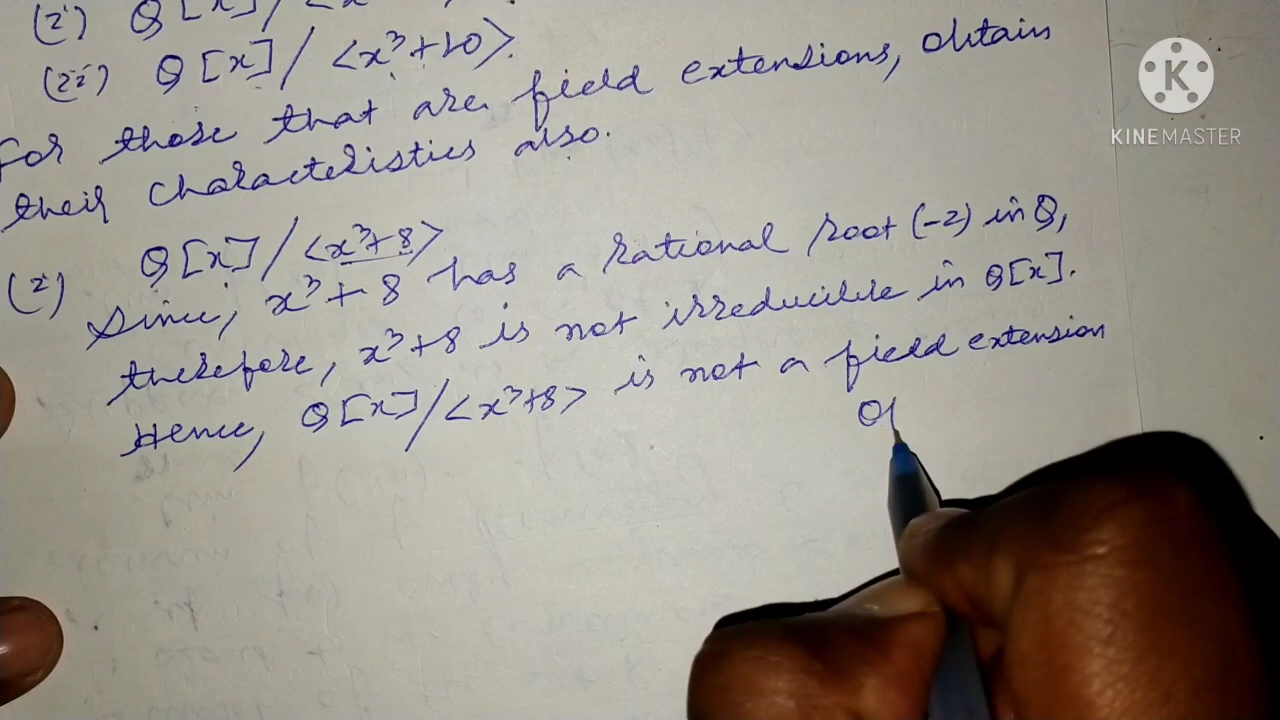 (i) Q[x]/<x
(ii) Q[x]/<x³+10>.
for those that are field extensions, obtain
their characteristics also.
(i) Q[x]/<x³+8>
Since, x³+8 has a rational root (-2) in Q,
therefore, x³+8 is not irreducible in Q[x].
Hence, Q[x]/<x³+8> is not a field extension
of
K
KINEMASTER